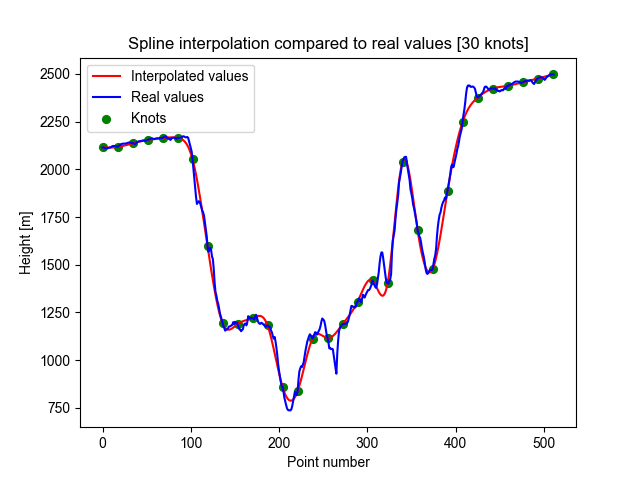 Spline interpolation compared to real values [30 knots]
Interpolated values
Real values
Knots
2500
2250
2000
1750
1500
1250
1000
750
Height [m]
0 100 200 300 400 500
Point number